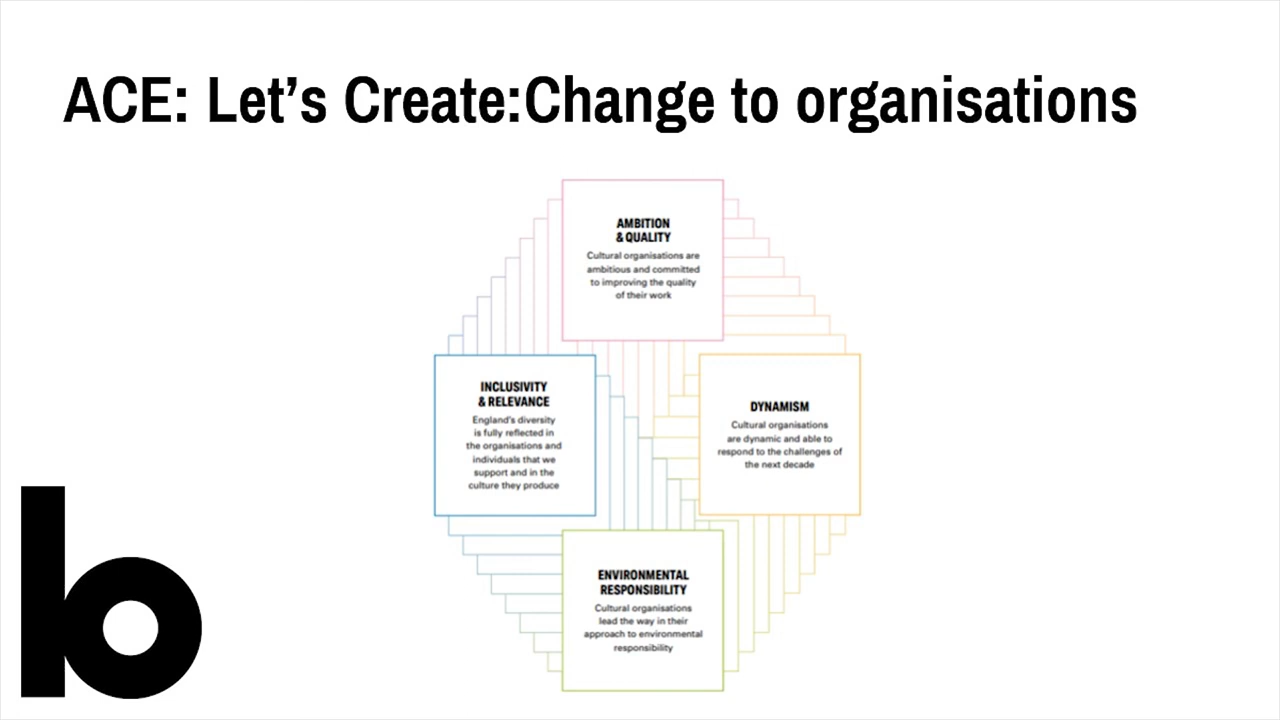 ACE: Let’s Create:Change to organisations
AMBITION
& QUALITY
Cultural organisations are
ambitious and committed
to improving the quality
of their work
INCLUSIVITY
& RELEVANCE
England's diversity
is fully reflected in
the organisations and
individuals that we
support and in the
culture they produce
DYNAMISM
Cultural organisations
are dynamic and able to
respond to the challenges of
the next decade
ENVIRONMENTAL
RESPONSIBILITY
Cultural organisations
lead the way in their
approach to environmental
responsibility
b